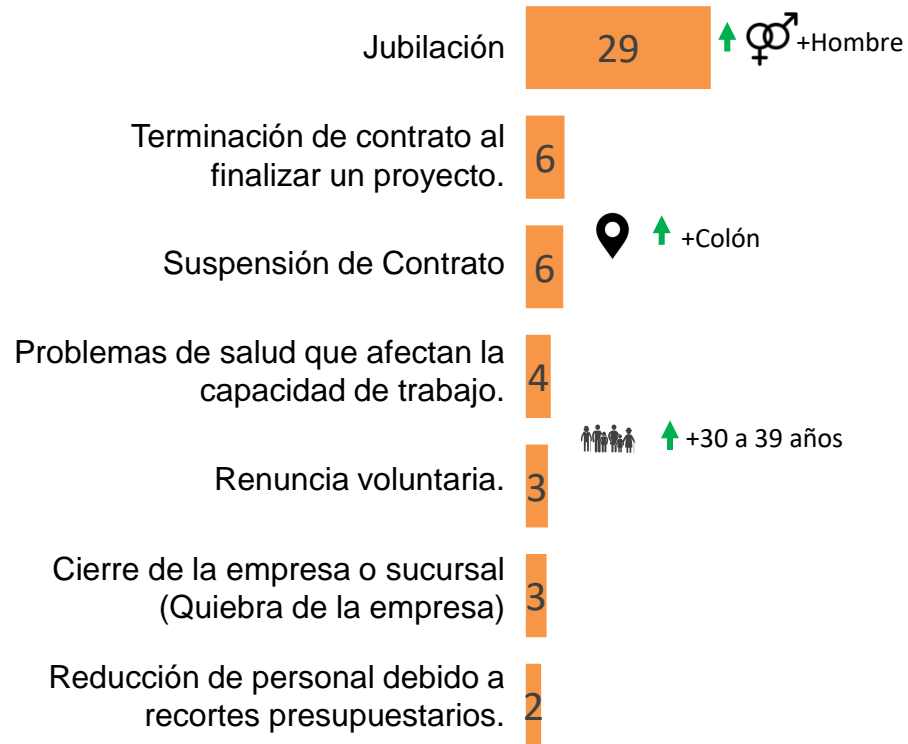 Jubilación
29
+Hombre
Terminación de contrato al
finalizar un proyecto.
6
Suspensión de Contrato
6
+Colón
Problemas de salud que afectan la
capacidad de trabajo.
4
+30 a 39 años
Renuncia voluntaria.
3
Cierre de la empresa o sucursal
(Quiebra de la empresa)
3
Reducción de personal debido a
recortes presupuestarios.
2